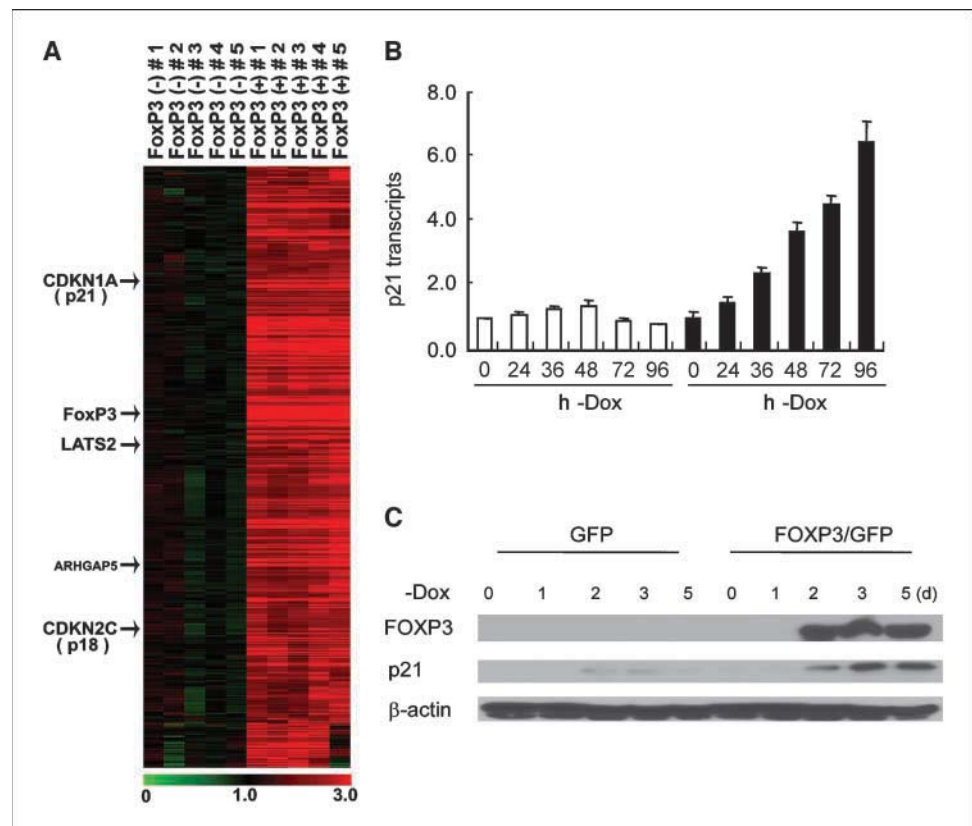 A
FoxP3 (-) # 1
FoxP3 (-) # 2
FoxP3 (-) # 3
FoxP3 (-) # 4
FoxP3 (-) # 5
FoxP3 (+) # 1
FoxP3 (+) # 2
FoxP3 (+) # 3
FoxP3 (+) # 4
FoxP3 (+) # 5
CDKN1A
( p21)
FoxP3
LATS2
ARHGAP5
CDKN2C
( p18)
0 1.0 3.0
B
p21 transcripts
8.0
6.0
4.0
2.0
0.0
0 24 36 48 72 96 0 24 36 48 72 96
h -Dox h -Dox
C
GFP FOXP3/GFP
-Dox 0 1 2 3 5 0 1 2 3 5 (d)
FOXP3
p21
β-actin